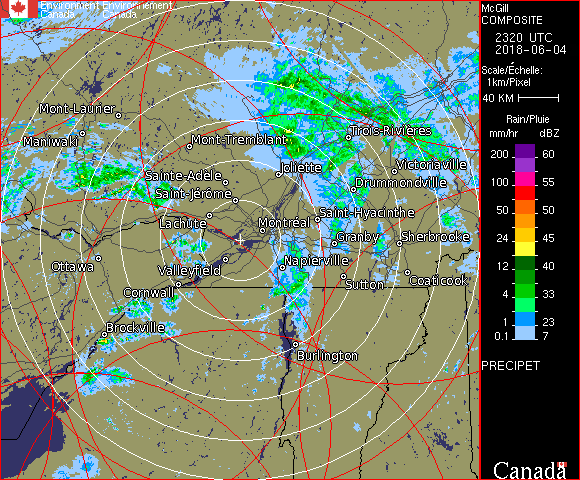 Environment Environnement
Canada Canada
McGill
COMPOSITE
2320 UTC
2018-06-04
Scale/Échelle:
1km/Pixel
40 KM
Rain/Pluie
mm/hr dBZ
200 60
100 55
50 50
24 45
12 40
4 33
1 23
0.1 7
PRECIPET
Canada
Mont-Laurier
Maniwaki
Mont-Tremblant
Trois-Rivières
Joliette
Victoriaville
Sainte-Adèle
Drummondville
Saint-Jérôme
Saint-Hyacinthe
Lachute
Montréal
Granby
Sherbrooke
Ottawa
Valleyfield
Napierville
Sutton
Coaticook
Cornwall
Brockville
Burlington